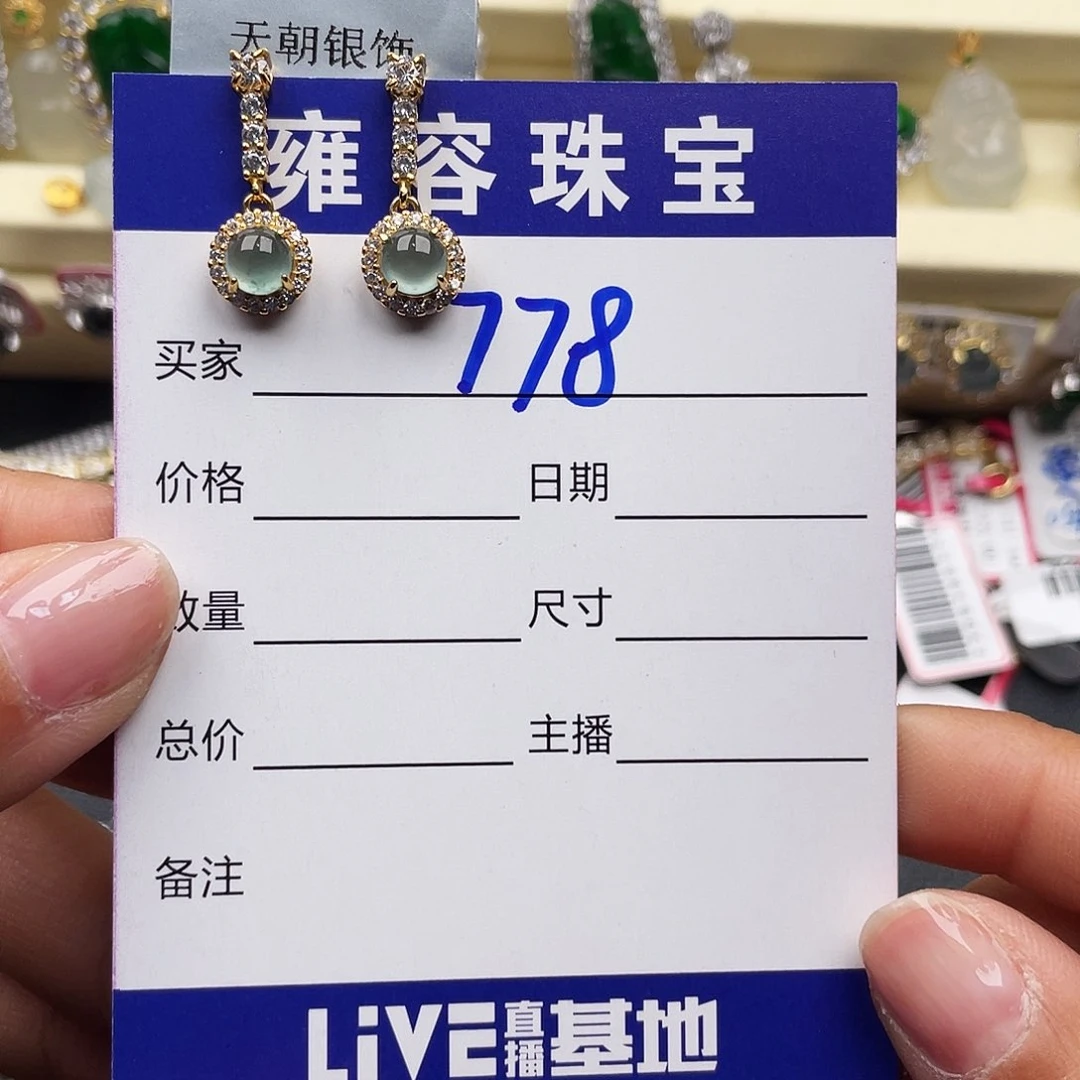 天朝银饰
雍容珠宝
778
买家
价格 日期
数量 尺寸
总价 主播
备注
LiVE直播基地